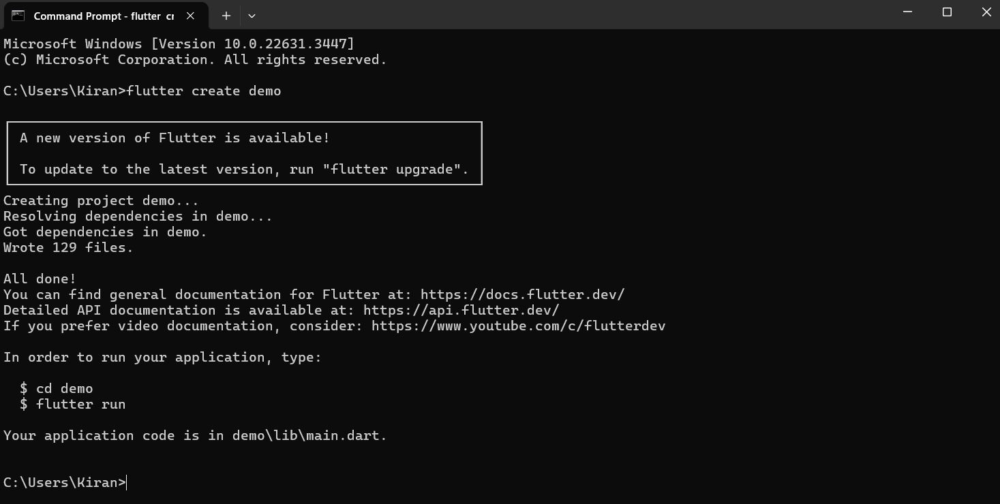 Command Prompt - flutter cr
Microsoft Windows [Version 10.0.22631.3447]
(c) Microsoft Corporation. All rights reserved.
C:\Users\Kiran>flutter create demo
A new version of Flutter is available!
To update to the latest version, run "flutter upgrade".
Creating project demo...
Resolving dependencies in demo...
Got dependencies in demo.
Wrote 129 files.
All done!
You can find general documentation for Flutter at: https://docs.flutter.dev/
Detailed API documentation is available at: https://api.flutter.dev/
If you prefer video documentation, consider: https://www.youtube.com/c/flutterdev
In order to run your application, type:
$ cd demo
$ flutter run
Your application code is in demo\lib\main.dart.
C:\Users\Kiran>